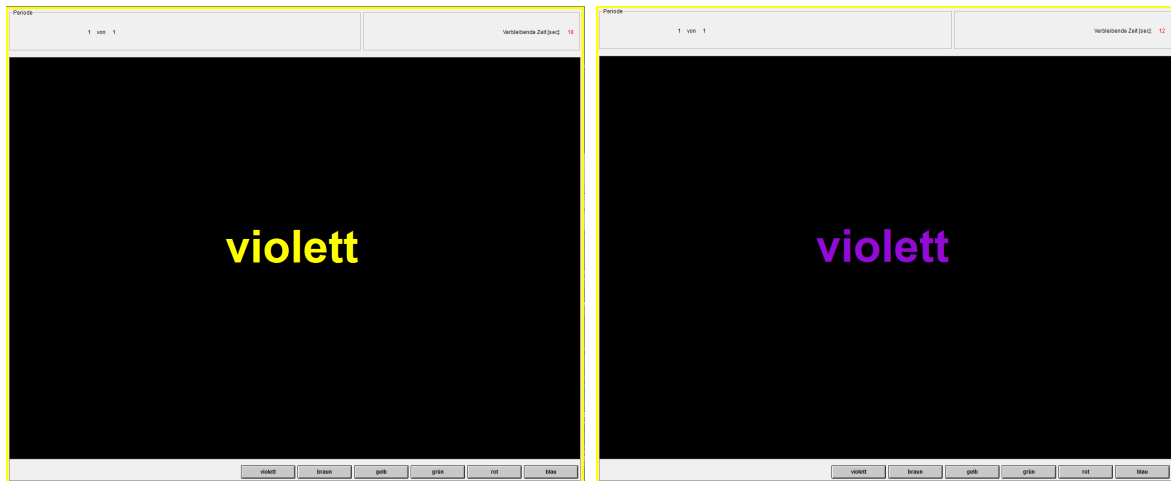 Periode
1 von 1
Verbleibende Zeit [sec]: 18
violett
violett braun gelb grün rot blau
Periode
1 von 1
Verbleibende Zeit [sec]: 12
violett
violett braun gelb grün rot blau